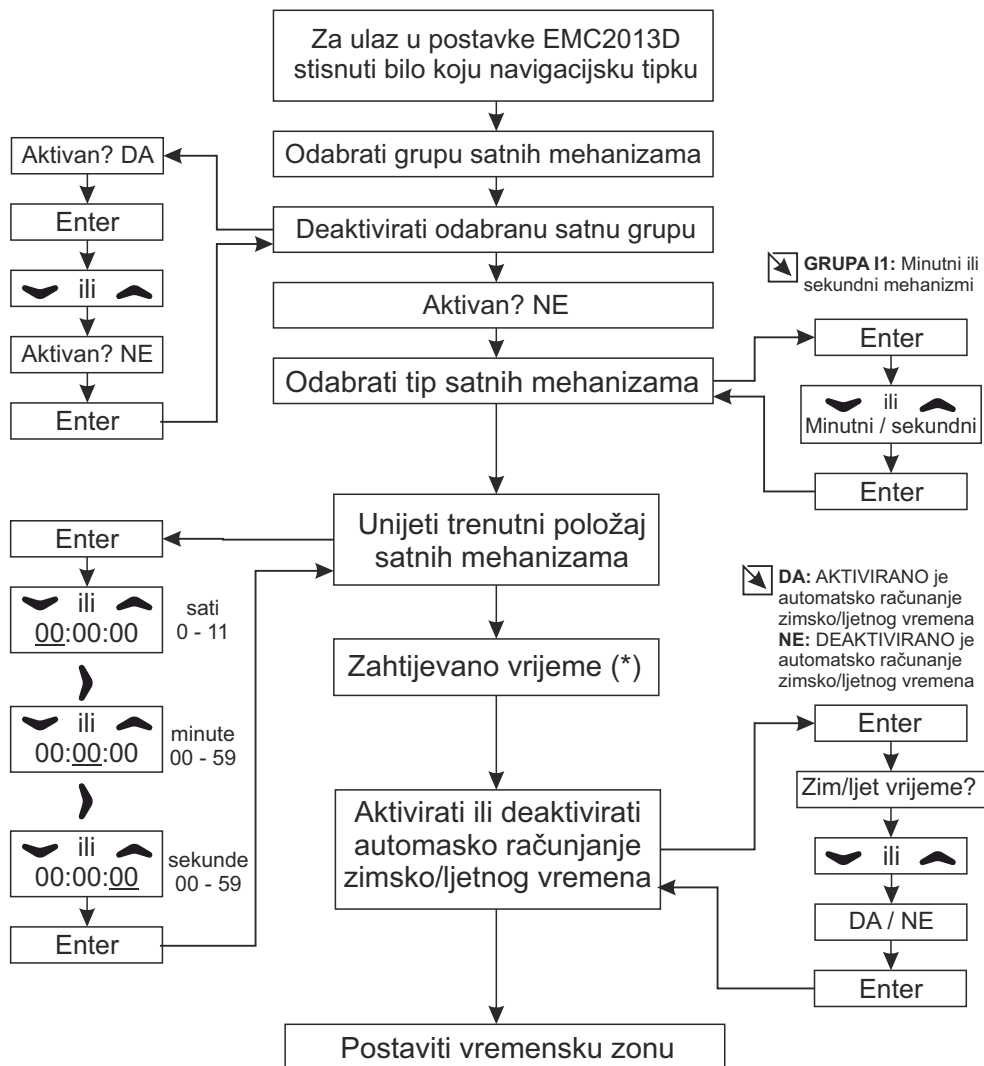 Za ulaz u postavke EMC2013D
stisnuti bilo koju navigacijsku tipku
Odabrati grupu satnih mehanizama
Deaktivirati odabranu satnu grupu
Aktivan? DA
Enter
ili
Aktivan? NE
Enter
Aktivan? NE
Odabrati tip satnih mehanizama
GRUPA I1: Minutni ili
sekundni mehanizmi
Enter
ili
Minutni / sekundni
Enter
Unijeti trenutni položaj
satnih mehanizama
Enter
ili
00:00:00
sati
0 - 11
ili
00:00:00
minute
00 - 59
ili
00:00:00
sekunde
00 - 59
Enter
Zahtijevano vrijeme (*)
Aktivirati ili deaktivirati
automasko računjanje
zimsko/ljetnog vremena
DA: AKTIVIRANO je
automatsko računanje
zimsko/ljetnog vremena
NE: DEAKTIVIRANO je
automatsko računanje
zimsko/ljetnog vremena
Enter
Zim/ljet vrijeme?
ili
DA / NE
Enter
Postaviti vremensku zonu